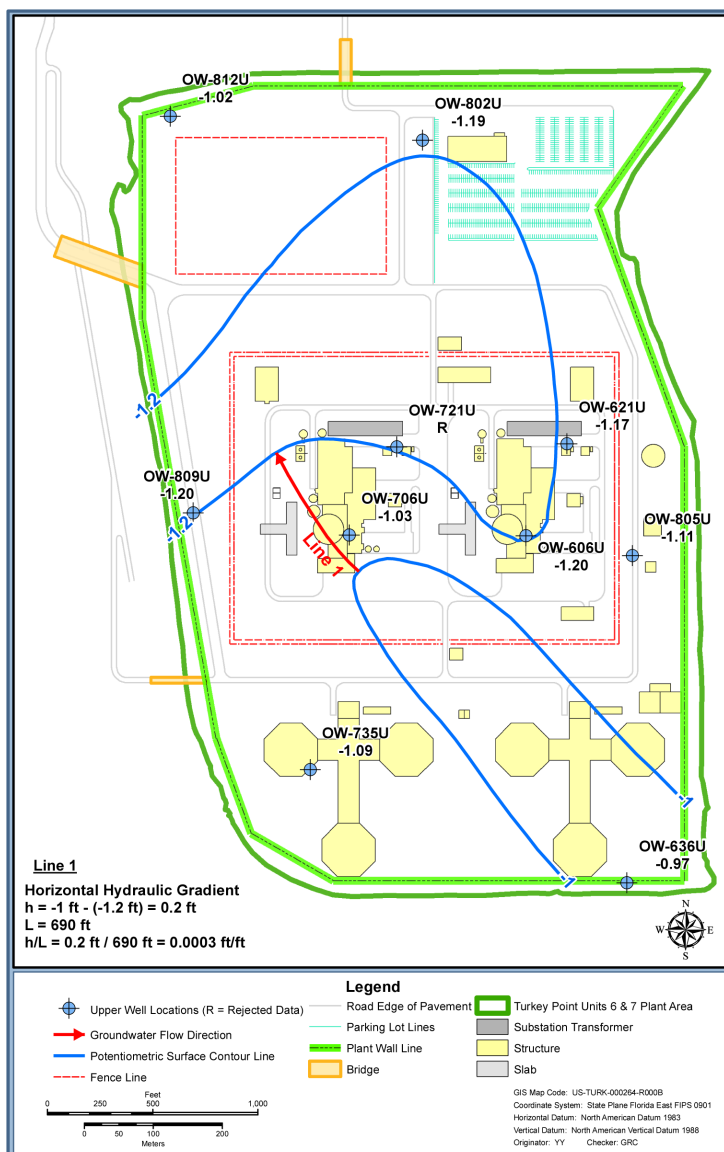 OW-812U
-1.02
OW-802U
-1.19
-1.2
OW-721U
R
OW-621U
-1.17
OW-809U
-1.20
-1.2
OW-706U
-1.03
OW-805U
-1.11
OW-606U
-1.20
Line 1
OW-735U
-1.09
-1
OW-636U
-0.97
-1
Line 1
Horizontal Hydraulic Gradient
h = -1 ft - (-1.2 ft) = 0.2 ft
L = 690 ft
h/L = 0.2 ft / 690 ft = 0.0003 ft/ft
N
W E
S
Legend
Upper Well Locations (R = Rejected Data)
Groundwater Flow Direction
Potentiometric Surface Contour Line
Fence Line
Road Edge of Pavement
Parking Lot Lines
Plant Wall Line
Bridge
Turkey Point Units 6 & 7 Plant Area
Substation Transformer
Structure
Slab
Feet
0 250 500 1,000
0 50 100 200
Meters
GIS Map Code: US-TURK-000264-R000B
Coordinate System: State Plane Florida East FIPS 0901
Horizontal Datum: North American Datum 1983
Vertical Datum: North American Vertical Datum 1988
Originator: YY Checker: GRC